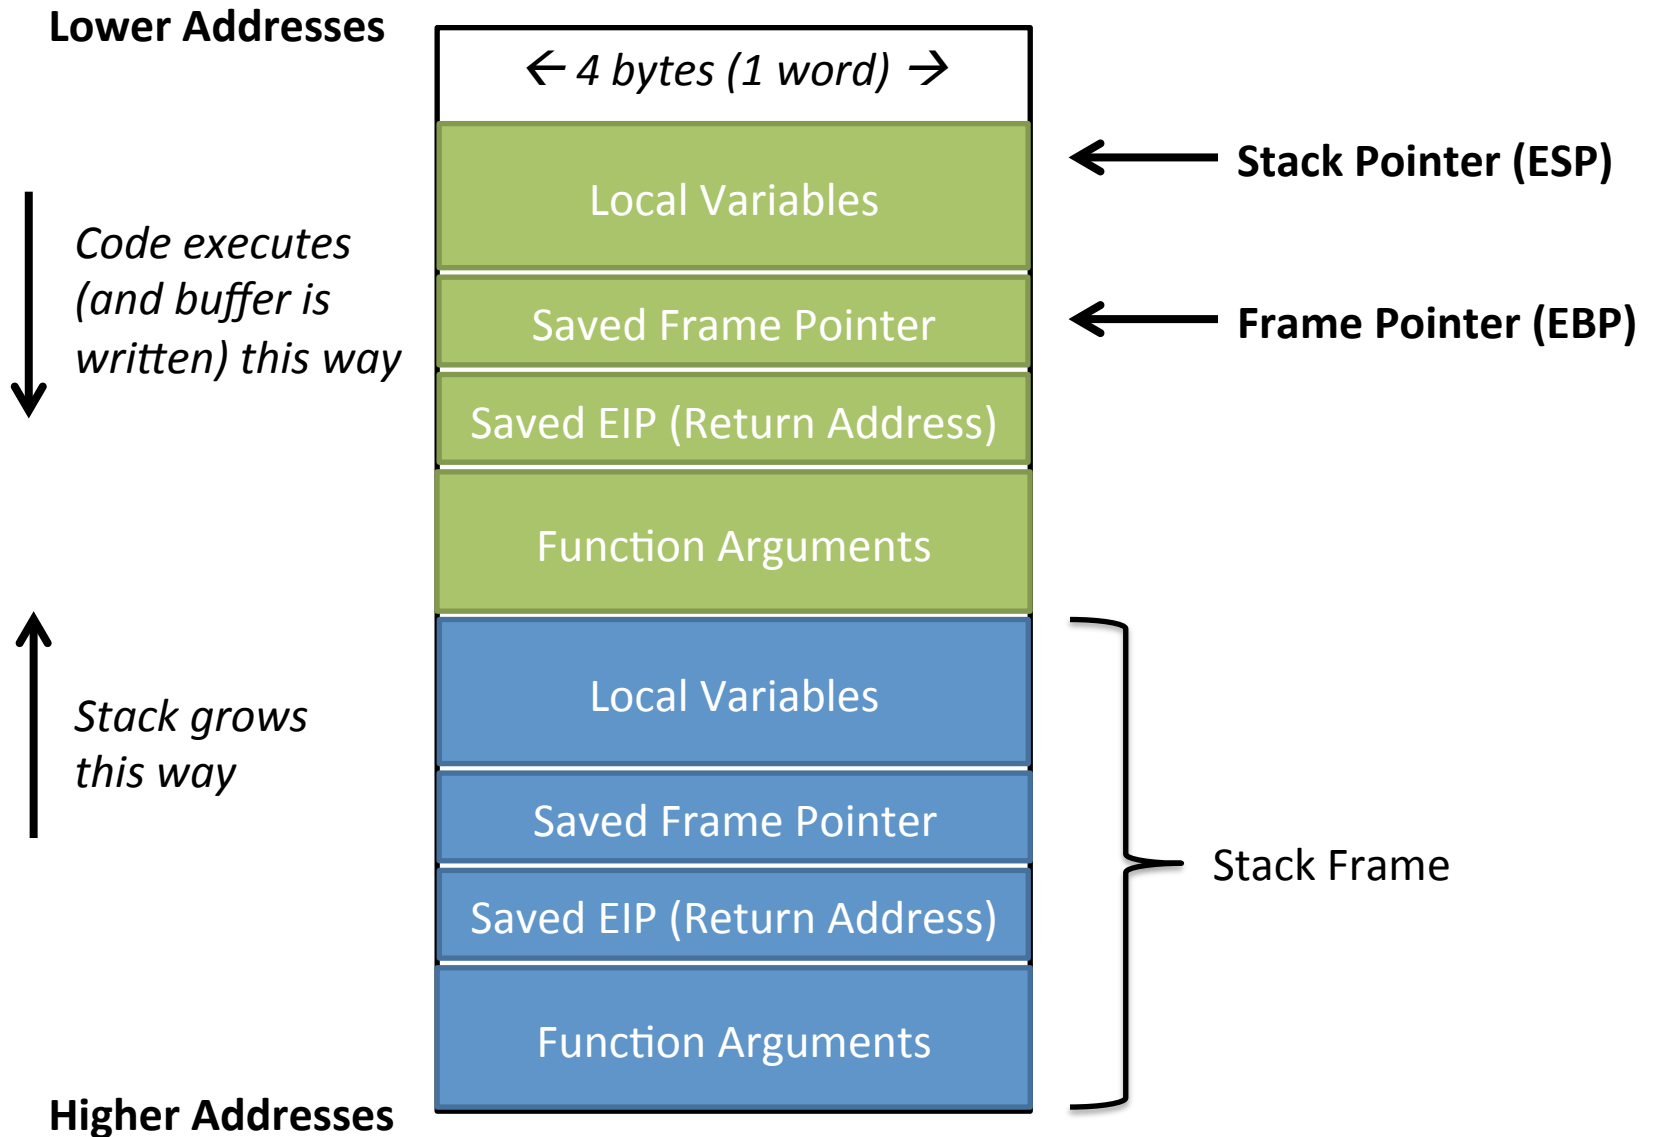 Lower Addresses
← 4 bytes (1 word) →
Stack Pointer (ESP)
Local Variables
Code executes
(and buffer is
written) this way
Saved Frame Pointer
Frame Pointer (EBP)
Saved EIP (Return Address)
Function Arguments
Local Variables
Stack grows
this way
Saved Frame Pointer
Stack Frame
Saved EIP (Return Address)
Function Arguments
Higher Addresses